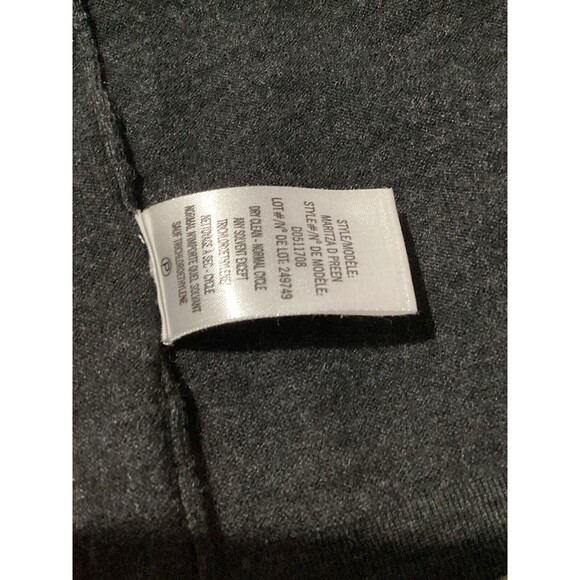 STYLE/MODÈLE:
MARITZA D PREEN
STYLE#/N° DE MODÈLE:
D0511708
LOT#/N° DE LOT: 249749
DRY CLEAN - NORMAL CYCLE
ANY SOLVENT EXCEPT
TRICHLOROETHYLENE/
NETTOYAGE À SEC - CYCLE
NORMAL N'IMPORTE QUEL SOLVANT
SAUF TRICHLOROETHYLENE.
P